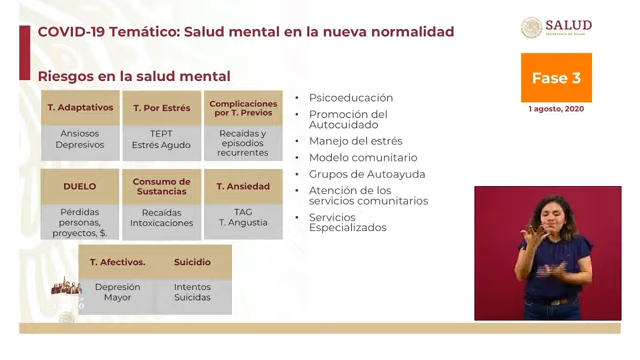 COVID-19 Temático: Salud mental en la nueva normalidad
SALUD
SECRETARÍA DE SALUD
Riesgos en la salud mental
Fase 3
1 agosto, 2020
T. Adaptativos
Ansiosos
Depresivos
T. Por Estrés
TEPT
Estrés Agudo
Complicaciones
por T. Previos
Recaídas y
episodios
recurrentes
DUELO
Pérdidas
personas,
proyectos, $.
Consumo de
Sustancias
Recaídas
Intoxicaciones
T. Ansiedad
TAG
T. Angustia
T. Afectivos.
Depresión
Mayor
Suicidio
Intentos
Suicidas
• Psicoeducación
• Promoción del
Autocuidado
• Manejo del estrés
• Modelo comunitario
• Grupos de Autoayuda
• Atención de los
servicios comunitarios
• Servicios
Especializados